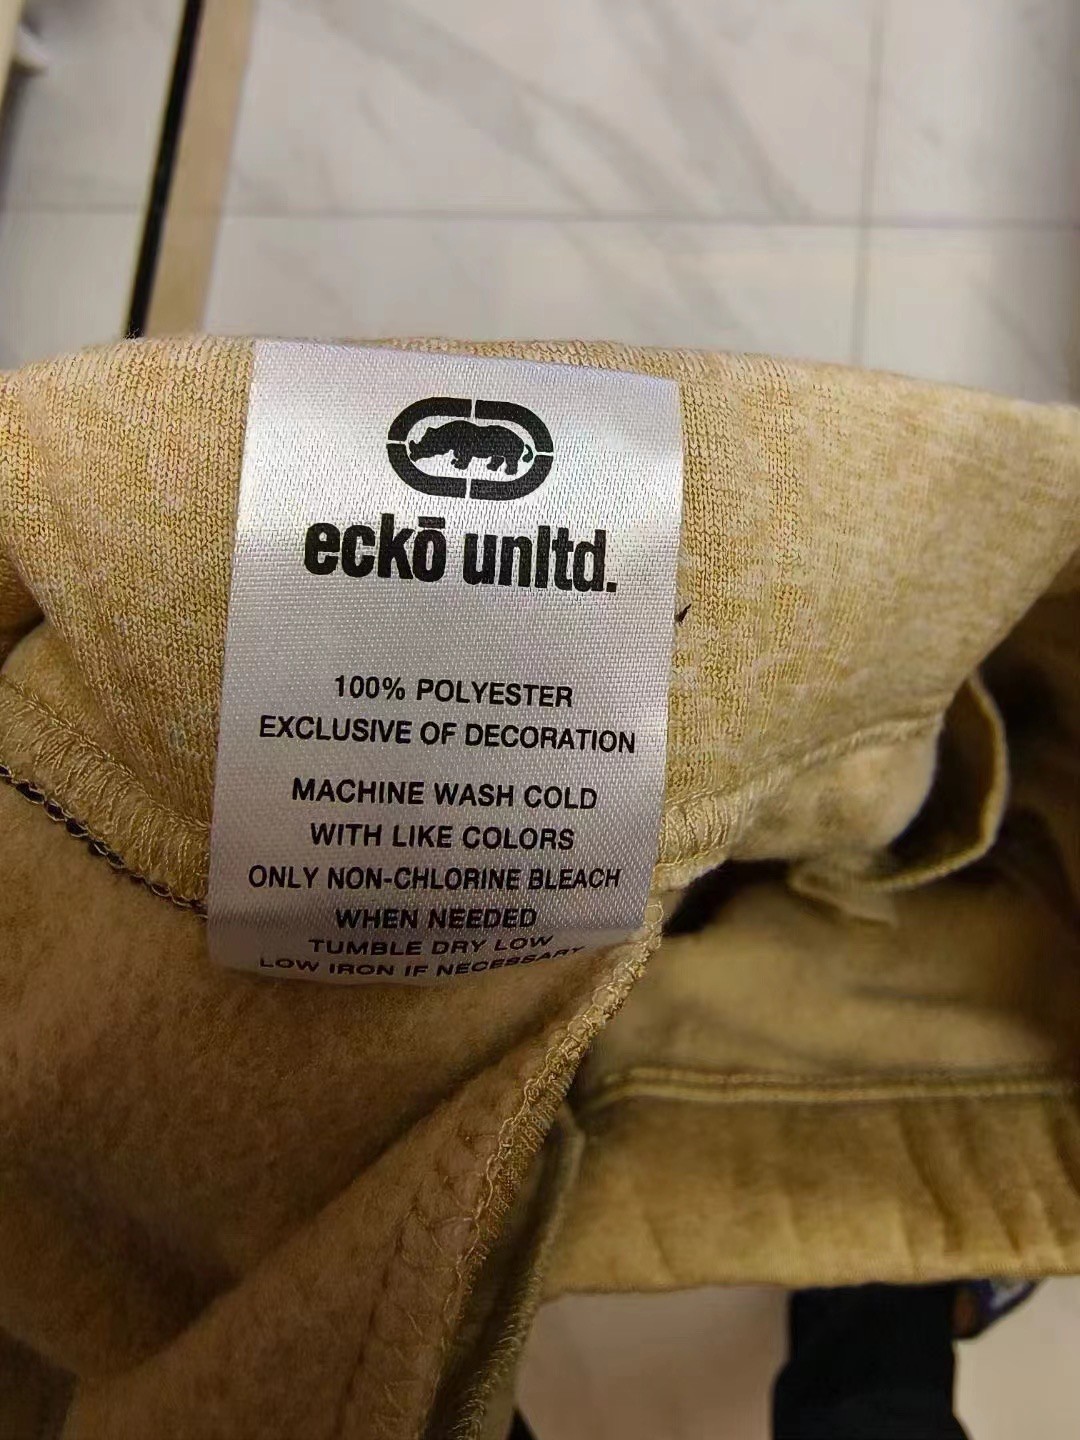 eckō unltd.
100% POLYESTER
EXCLUSIVE OF DECORATION
MACHINE WASH COLD
WITH LIKE COLORS
ONLY NON-CHLORINE BLEACH
WHEN NEEDED
TUMBLE DRY LOW
LOW IRON IF NECESSARY